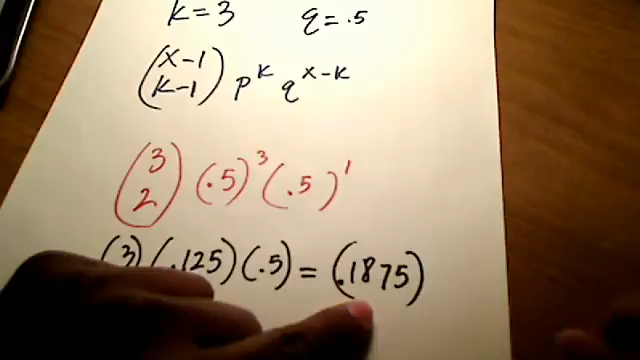 k=3 q=.5
(x-1 k-1) p^k q^x-k
(3 2) (.5)^3 (.5)^1
(3) (.125) (.5) = (.1875)